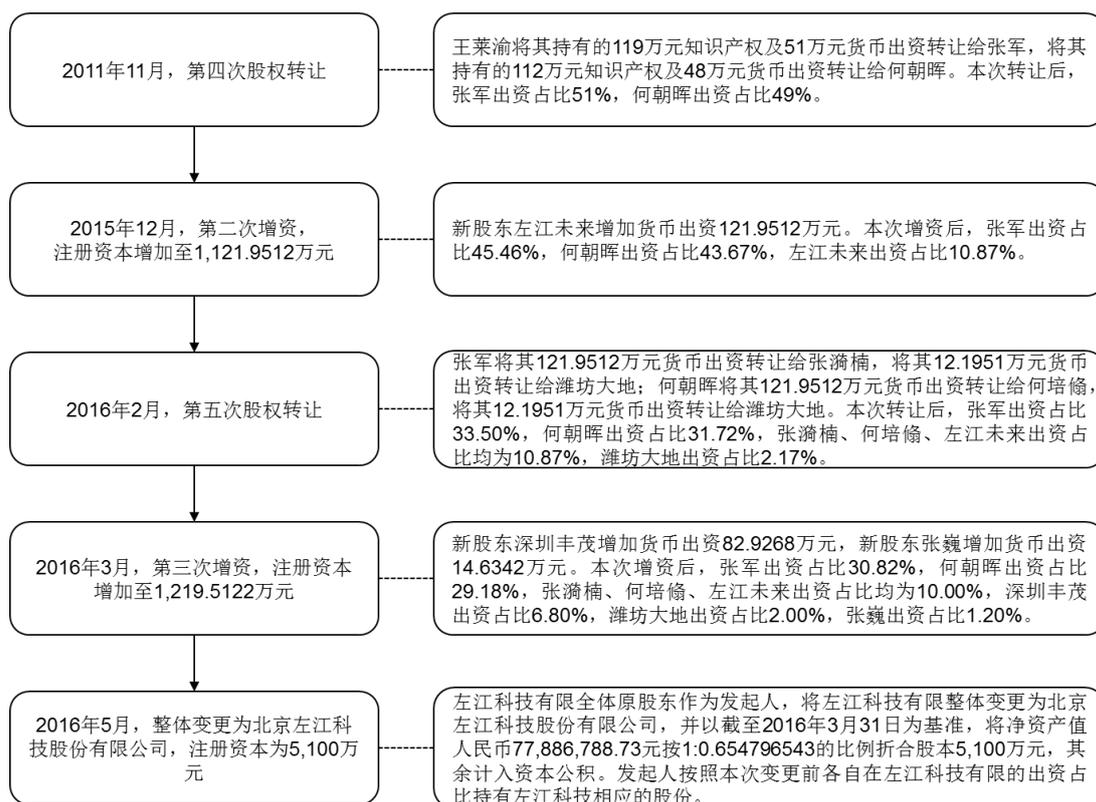 2011年11月，第四次股权转让
王莱渝将其持有的119万元知识产权及51万元货币出资转让给张军，将其
持有的112万元知识产权及48万元货币出资转让给何朝晖。本次转让后，
张军出资占比51%，何朝晖出资占比49%。
2015年12月，第二次增资，
注册资本增加至1,121.9512万元
新股东左江未来增加货币出资121.9512万元。本次增资后，张军出资占
比45.46%，何朝晖出资占比43.67%，左江未来出资占比10.87%。
2016年2月，第五次股权转让
张军将其121.9512万元货币出资转让给张漪楠，将其12.1951万元货币
出资转让给潍坊大地；何朝晖将其121.9512万元货币出资转让给何培翛，
将其12.1951万元货币出资转让给潍坊大地。本次转让后，张军出资占比
33.50%，何朝晖出资占比31.72%，张漪楠、何培翛、左江未来出资占
比均为10.87%，潍坊大地出资占比2.17%。
2016年3月，第三次增资，注册资本
增加至1,219.5122万元
新股东深圳丰茂增加货币出资82.9268万元，新股东张巍增加货币出资
14.6342万元。本次增资后，张军出资占比30.82%，何朝晖出资占比
29.18%，张漪楠、何培翛、左江未来出资占比均为10.00%，深圳丰茂
出资占比6.80%，潍坊大地出资占比2.00%，张巍出资占比1.20%。
2016年5月，整体变更为北京左江科
技股份有限公司，注册资本为5,100万
元
左江科技有限全体原股东作为发起人，将左江科技有限整体变更为北京
左江科技股份有限公司，并以截至2016年3月31日为基准，将净资产值
人民币77,886,788.73元按1:0.654796543的比例折合股本5,100万元，其
余计入资本公积。发起人按照本次变更前各自在左江科技有限的出资占
比持有左江科技相应的股份。